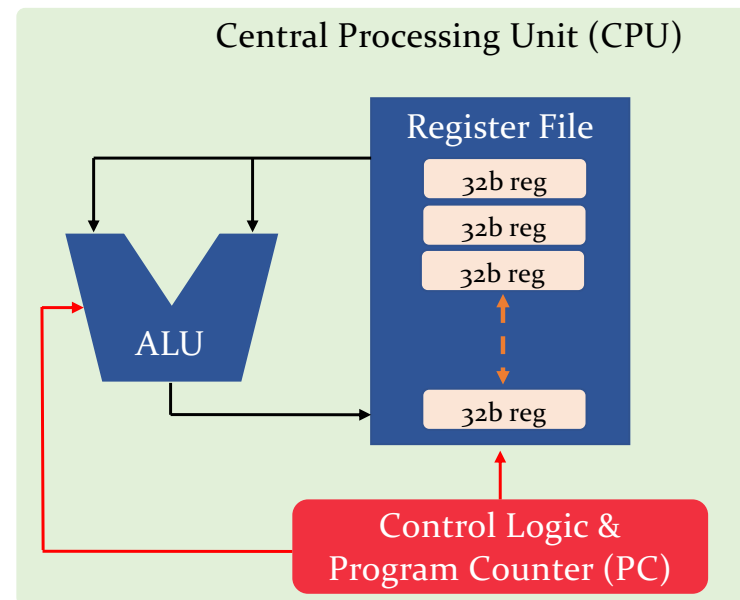 Central Processing Unit (CPU)
Register File
32b reg
32b reg
32b reg
ALU
32b reg
Control Logic &
Program Counter (PC)